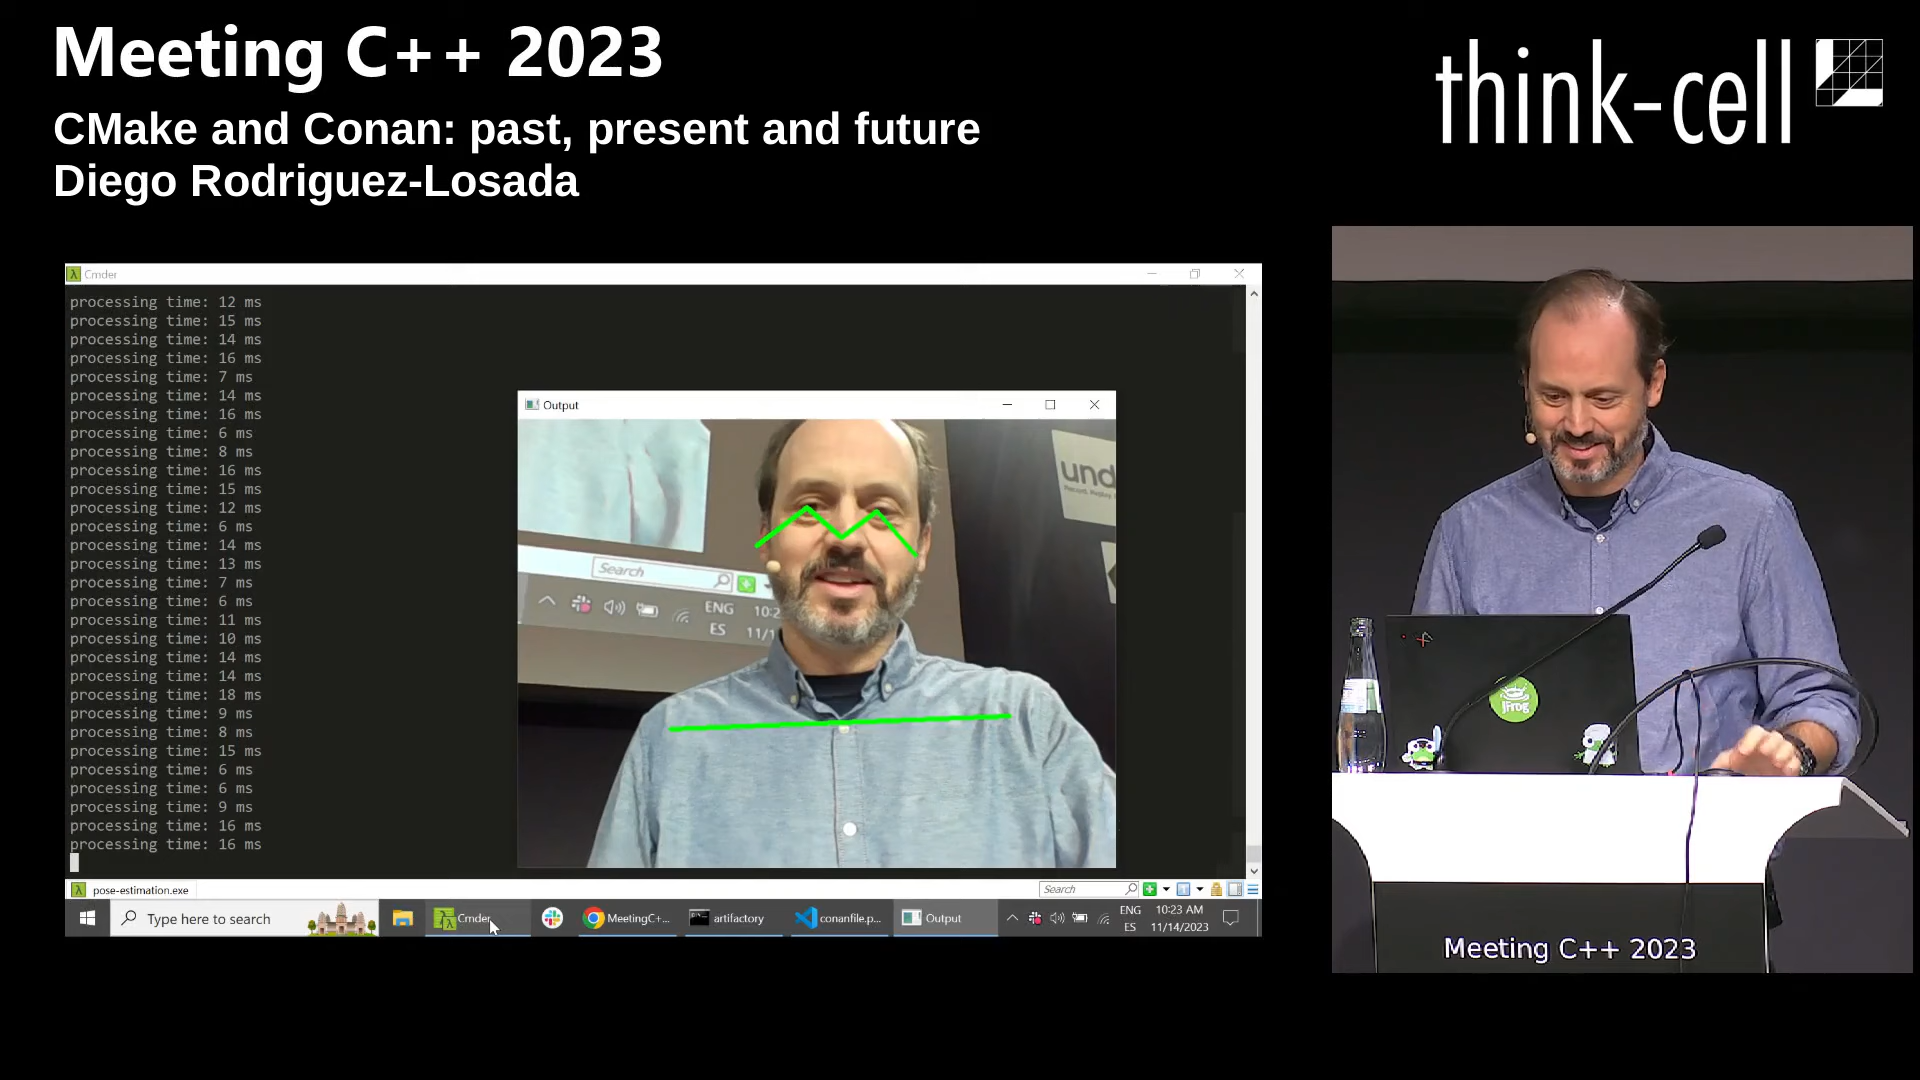 Meeting C++ 2023
CMake and Conan: past, present and future
Diego Rodriguez-Losada
think-cell
Cmder
processing time: 12 ms
processing time: 15 ms
processing time: 14 ms
processing time: 16 ms
processing time: 7 ms
processing time: 14 ms
processing time: 16 ms
processing time: 6 ms
processing time: 8 ms
processing time: 16 ms
processing time: 15 ms
processing time: 12 ms
processing time: 6 ms
processing time: 14 ms
processing time: 13 ms
processing time: 7 ms
processing time: 6 ms
processing time: 11 ms
processing time: 10 ms
processing time: 14 ms
processing time: 14 ms
processing time: 18 ms
processing time: 9 ms
processing time: 8 ms
processing time: 15 ms
processing time: 6 ms
processing time: 6 ms
processing time: 9 ms
processing time: 16 ms
processing time: 16 ms
Output
und
Search
ENG 10:2
ES 11/1
pose-estimation.exe
Search
Type here to search
Cmder
MeetingC+...
artifactory
conanfile.p...
Output
ENG 10:23 AM
ES 11/14/2023
JFrog
Meeting C++ 2023